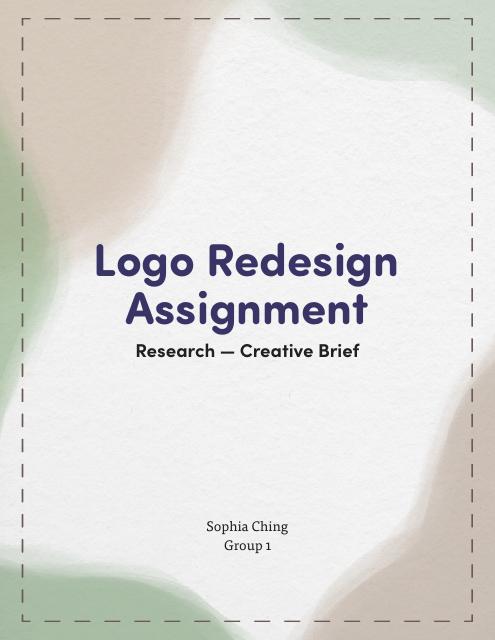 Logo Redesign
Assignment
Research — Creative Brief
Sophia Ching
Group 1